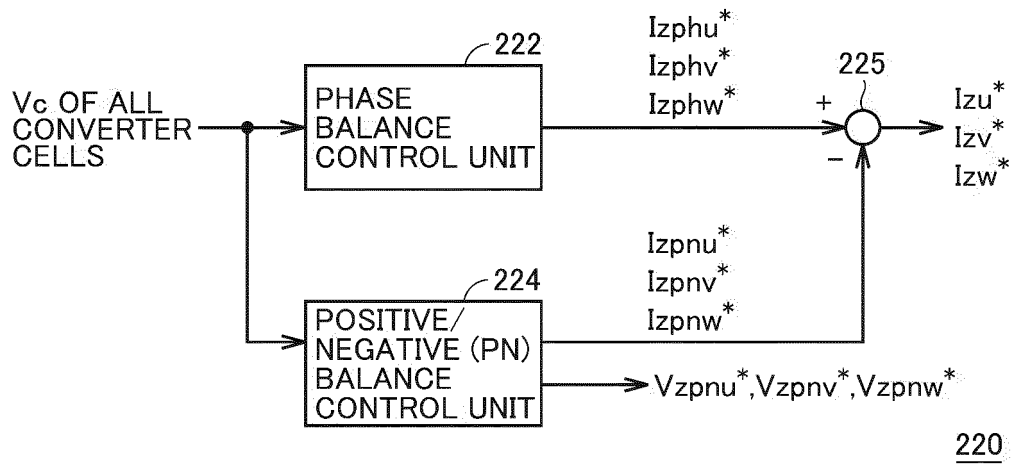 Vc OF ALL
CONVERTER
CELLS
222
PHASE
BALANCE
CONTROL UNIT
Izphu*
Izphv*
Izphw*
225
+
−
Izu*
Izv*
Izw*
224
POSITIVE/
NEGATIVE (PN)
BALANCE
CONTROL UNIT
Izpnu*
Izpnv*
Izpnw*
Vzpnu*,Vzpnv*,Vzpnw*
220